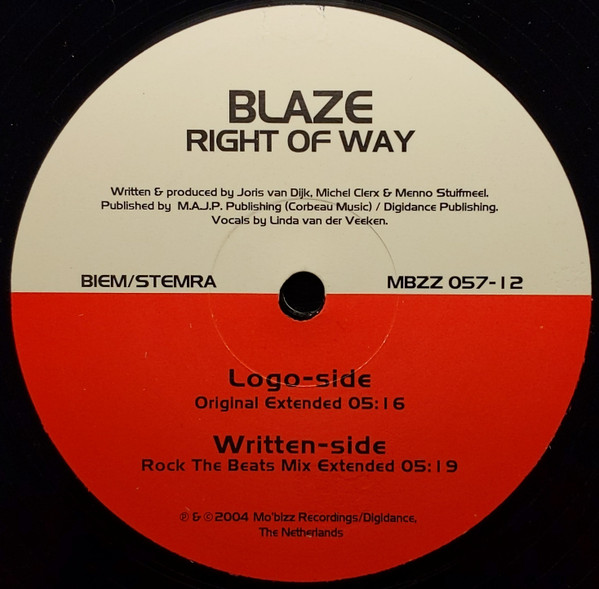 BLAZE
RIGHT OF WAY
Written & produced by Joris van Dijk, Michel Clerx & Menno Stuifmeel.
Published by M.A.J.P. Publishing (Corbeau Music) / Digidance Publishing.
Vocals by Linda van der Veeken.
BIEM/STEMRA MBZZ 057-12
Logo-side
Original Extended 05:16
Written-side
Rock The Beats Mix Extended 05:19
℗ & ©2004 Mo'bizz Recordings/Digidance,
The Netherlands